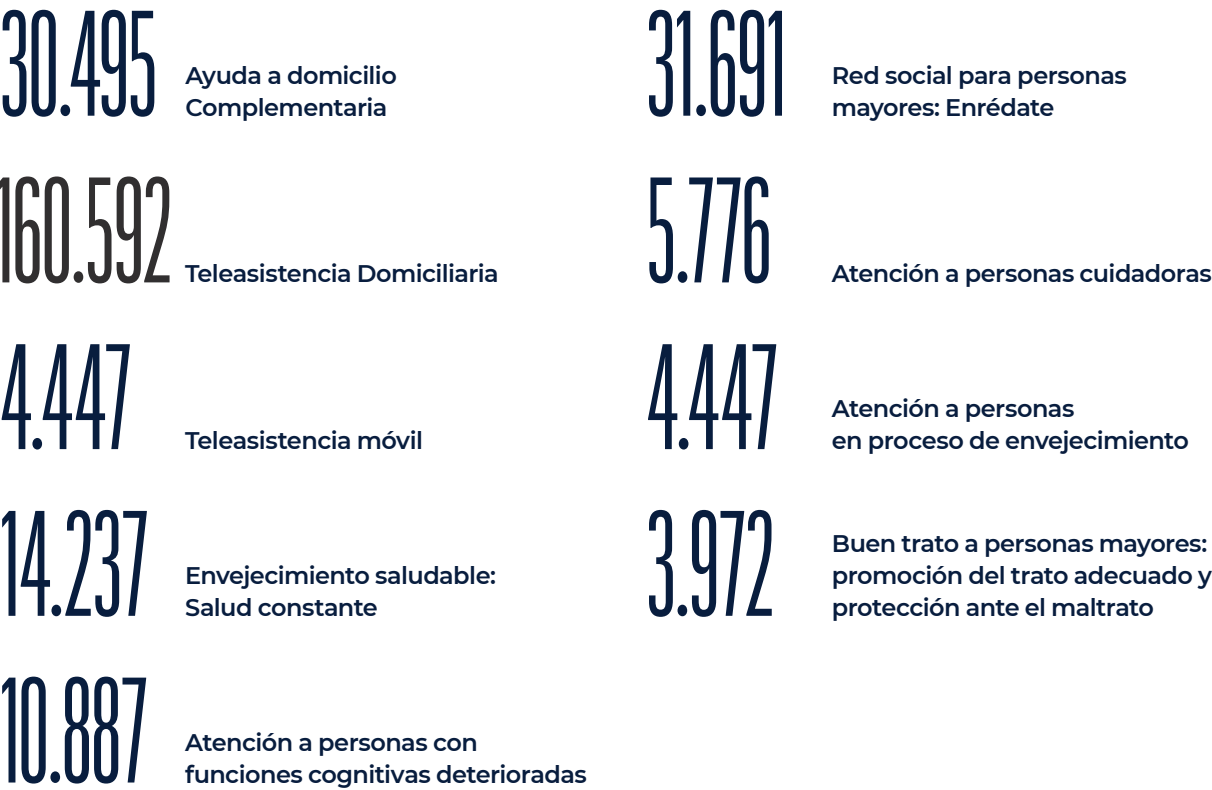 30.495
Ayuda a domicilio
Complementaria
160.592
Teleasistencia Domiciliaria
4.447
Teleasistencia móvil
14.237
Envejecimiento saludable:
Salud constante
10.887
Atención a personas con
funciones cognitivas deterioradas
31.691
Red social para personas
mayores: Enrédate
5.776
Atención a personas cuidadoras
4.447
Atención a personas
en proceso de envejecimiento
3.972
Buen trato a personas mayores:
promoción del trato adecuado y
protección ante el maltrato